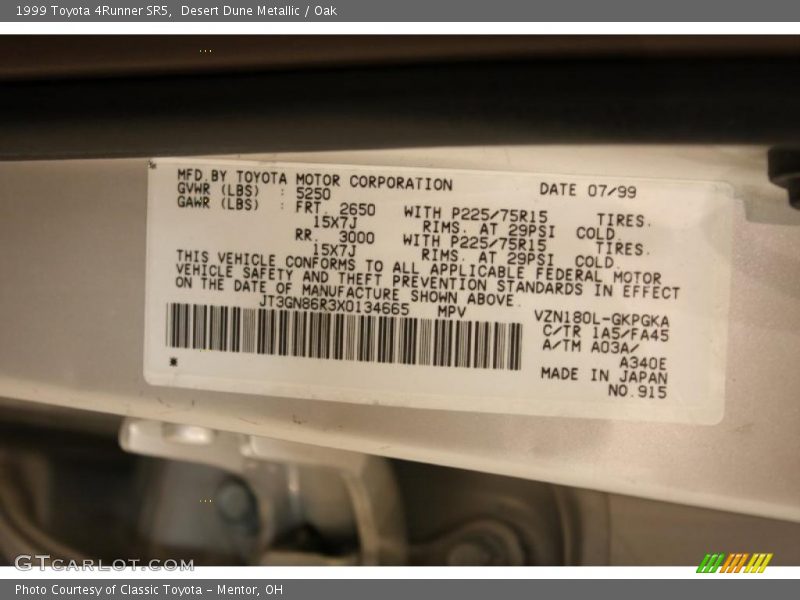 1999 Toyota 4Runner SR5,  Desert Dune Metallic / Oak
MFD.BY TOYOTA MOTOR CORPORATION DATE 07/99
GVWR (LBS) : 5250
GAWR (LBS) : FRT. 2650 WITH P225/75R15 TIRES.
15X7J RIMS. AT 29PSI COLD.
RR. 3000 WITH P225/75R15 TIRES.
15X7J RIMS. AT 29PSI COLD.
THIS VEHICLE CONFORMS TO ALL APPLICABLE FEDERAL MOTOR
VEHICLE SAFETY AND THEFT PREVENTION STANDARDS IN EFFECT
ON THE DATE OF MANUFACTURE SHOWN ABOVE.
JT3GN86R3X0134665 MPV
VZN180L-GKPGKA
C/TR 1A5/FA45
A/TM A03A/
A340E
MADE IN JAPAN
NO.915
GTCARLOT.COM
Photo Courtesy of Classic Toyota - Mentor, OH